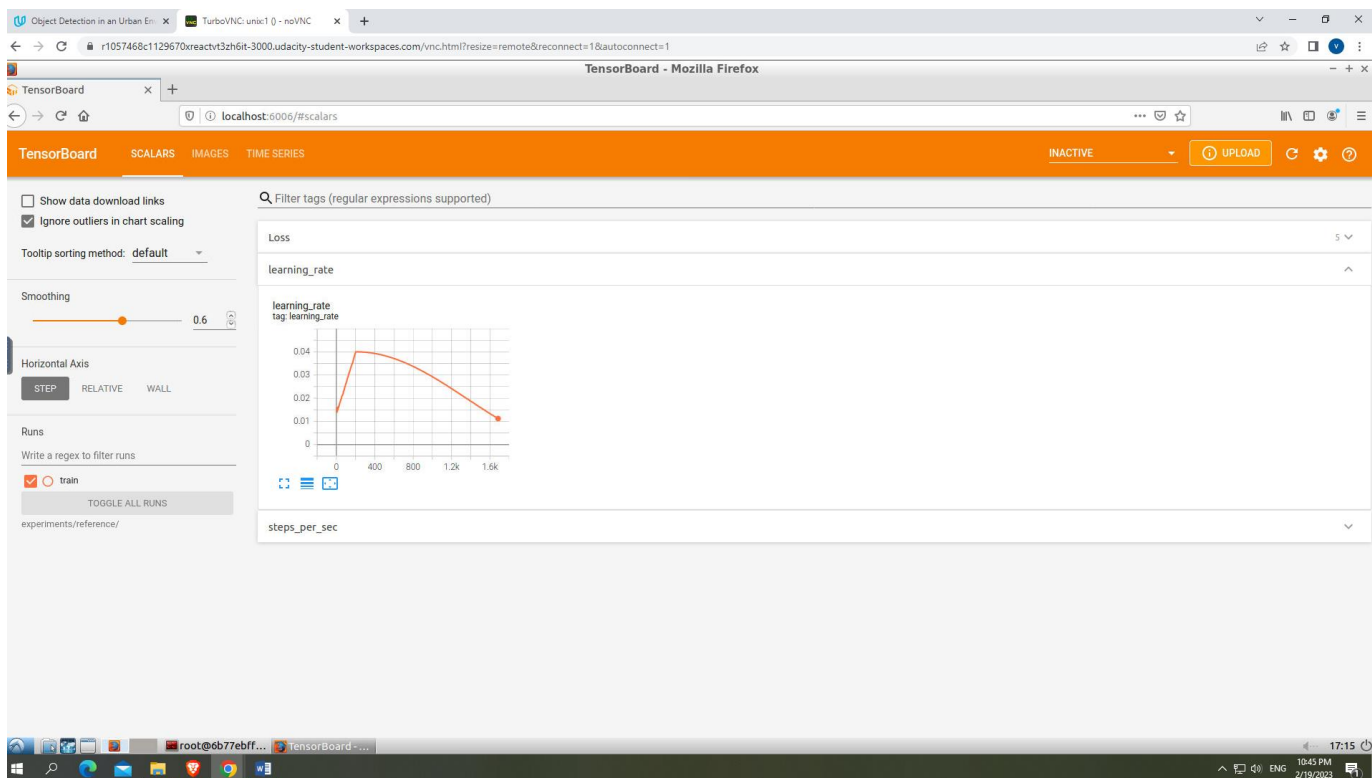 Object Detection in an Urban En
TurboVNC: unix:1 () - noVNC
r1057468c1129670xreactvt3zh6it-3000.udacity-student-workspaces.com/vnc.html?resize=remote&reconnect=1&autoconnect=1
V
TensorBoard - Mozilla Firefox
TensorBoard
localhost:6006/#scalars
TensorBoard
SCALARS
IMAGES
TIME SERIES
INACTIVE
UPLOAD
Show data download links
Ignore outliers in chart scaling
Tooltip sorting method: default
Smoothing
0.6
Horizontal Axis
STEP
RELATIVE
WALL
Runs
Write a regex to filter runs
train
TOGGLE ALL RUNS
experiments/reference/
Filter tags (regular expressions supported)
Loss
5
learning_rate
learning_rate
tag: learning_rate
0.04
0.03
0.02
0.01
0
0 400 800 1.2k 1.6k
steps_per_sec
root@6b77ebff...
TensorBoard - ...
17:15
ENG
10:45 PM
2/19/2023